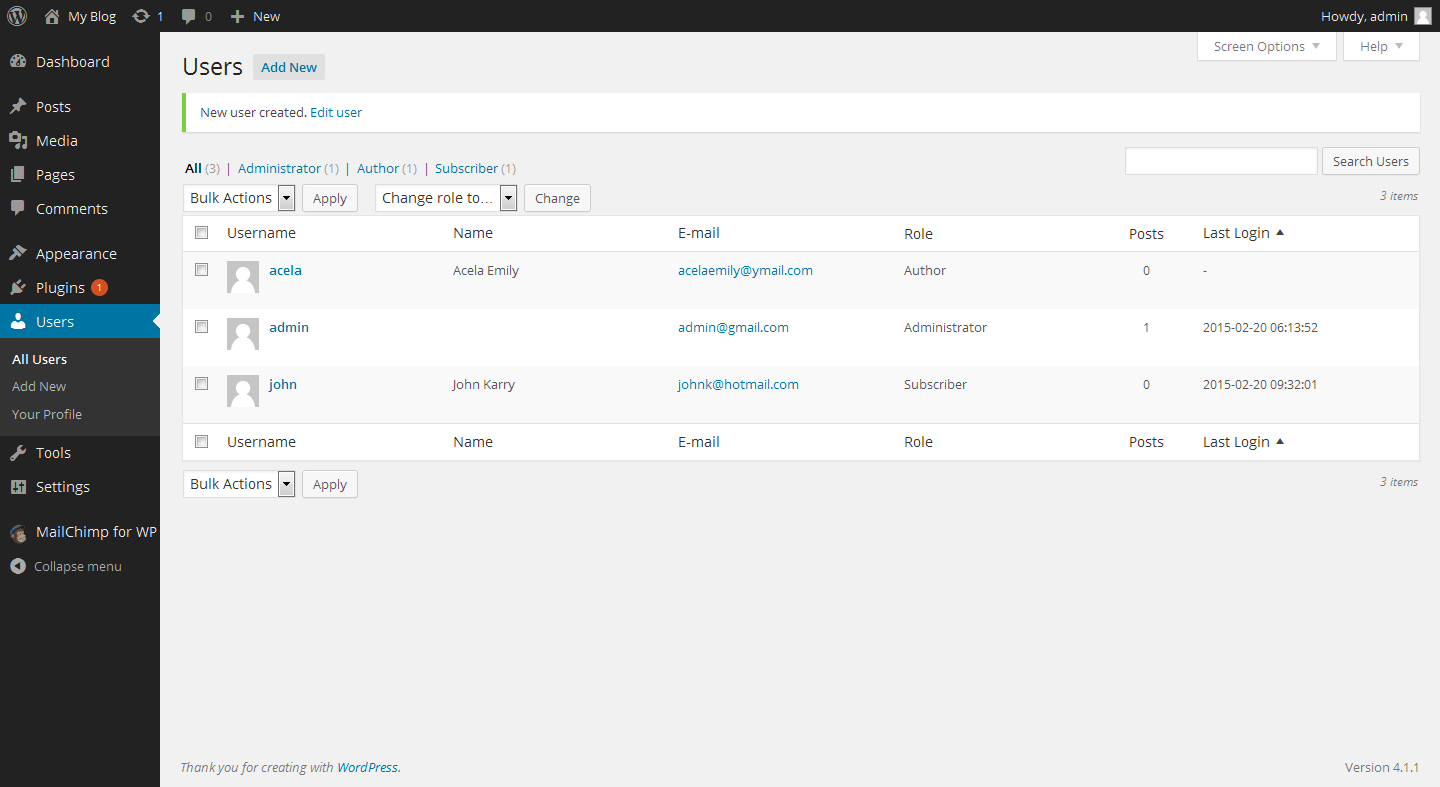 My Blog 1 0 New Howdy, admin
Dashboard
Posts
Media
Pages
Comments
Appearance
Plugins 1
Users
All Users
Add New
Your Profile
Tools
Settings
MailChimp for WP
Collapse menu
Screen Options Help
Users Add New
New user created. Edit user
All (3) | Administrator (1) | Author (1) | Subscriber (1)
Search Users
Bulk Actions Apply Change role to... Change 3 items
Username Name E-mail Role Posts Last Login
acela Acela Emily acelaemily@ymail.com Author 0 -
admin admin@gmail.com Administrator 1 2015-02-20 06:13:52
john John Karry johnk@hotmail.com Subscriber 0 2015-02-20 09:32:01
Username Name E-mail Role Posts Last Login
Bulk Actions Apply 3 items
Thank you for creating with WordPress. Version 4.1.1